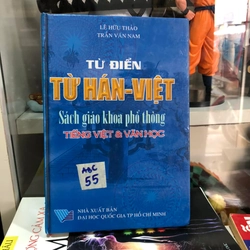 LÊ HỮU THẢO
TRẦN VĂN NAM
TỪ ĐIỂN
TỪ HÁN-VIỆT
Sách giáo khoa phổ thông
TIẾNG VIỆT & VĂN HỌC
ABC
55
NHÀ XUẤT BẢN
ĐẠI HỌC QUỐC GIA TP HỒ CHÍ MINH